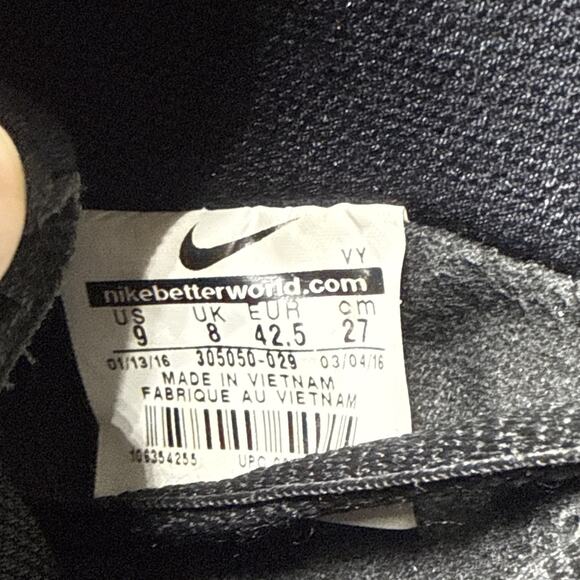 VY
nikebetterworld.com
US UK EUR cm
9 8 42.5 27
01/13/16 305050-029 03/04/16
MADE IN VIETNAM
FABRIQUE AU VIETNAM
106354255 UPC